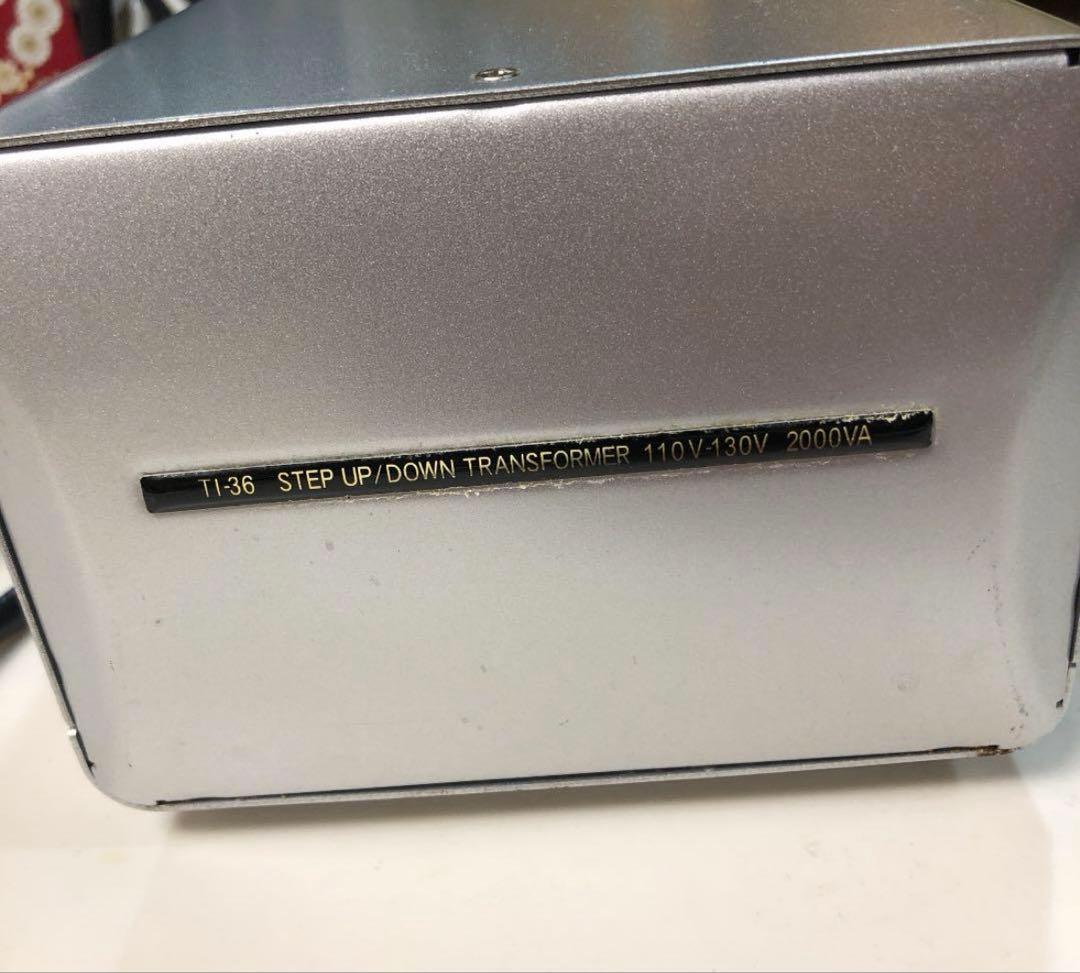 TI-36 STEP UP/DOWN TRANSFORMER 110V-130V 2000VA